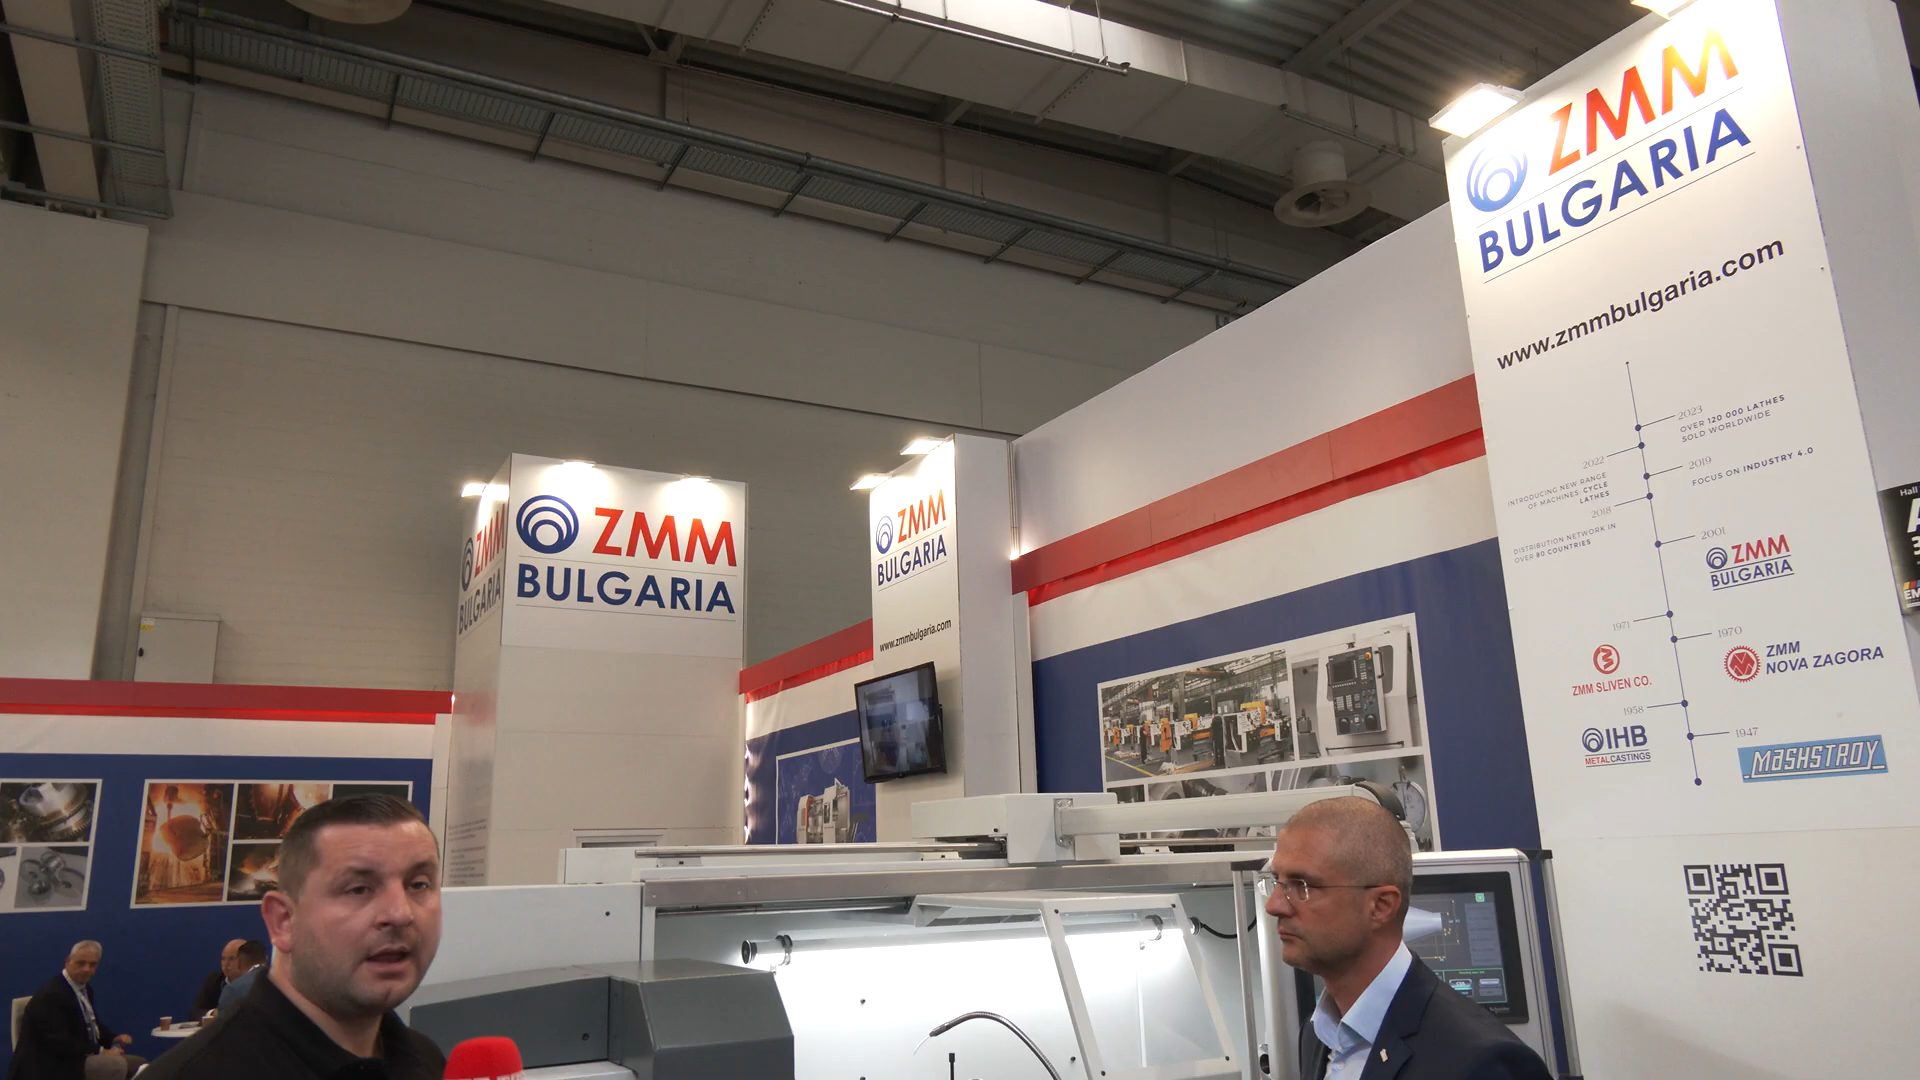 ZMM
BULGARIA
ZMM
BULGARIA
ZMM
BULGARIA
www.zmmbulgaria.com
ZMM
BULGARIA
www.zmmbulgaria.com
2023
OVER 120 000 LATHES
SOLD WORLDWIDE
2022
INTRODUCING NEW RANGE
OF MACHINES: CYCLE
LATHES
2019
FOCUS ON INDUSTRY 4.0
2018
DISTRIBUTION NETWORK IN
OVER 80 COUNTRIES
2001
ZMM
BULGARIA
1971
ZMM SLIVEN CO.
1970
ZMM
NOVA ZAGORA
1958
IHB
METALCASTINGS
1947
MASHSTROY
Hall